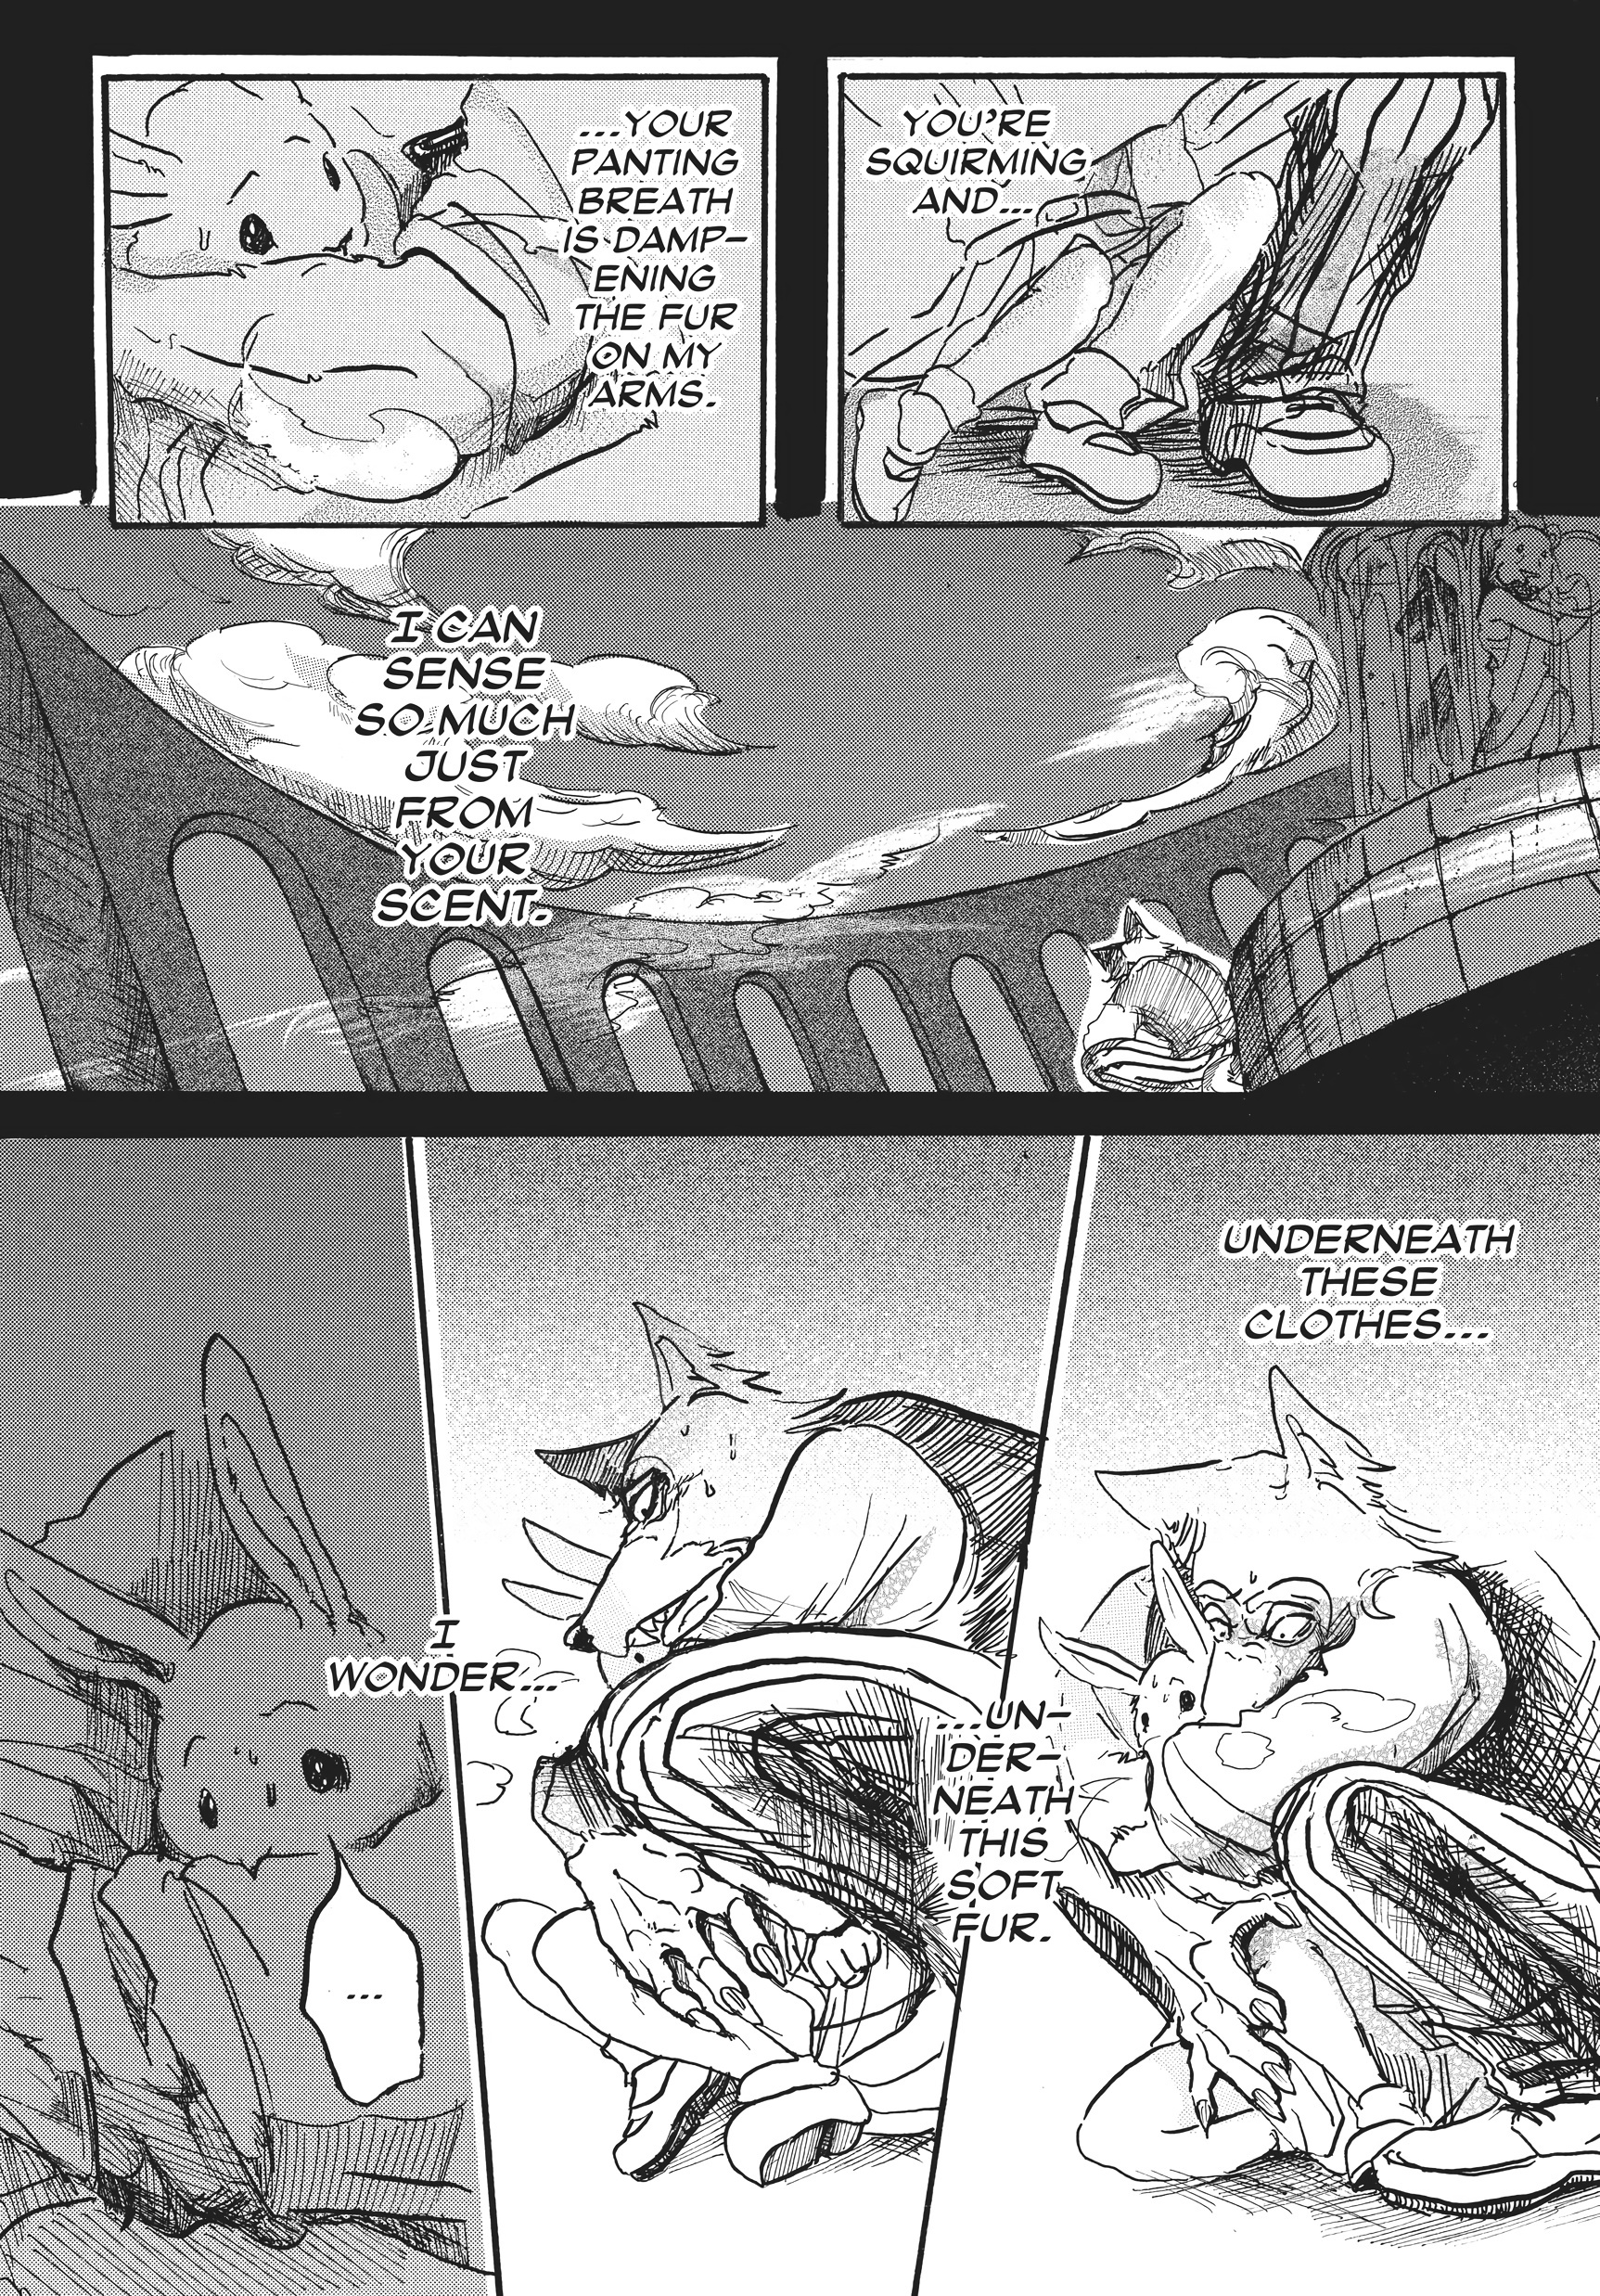 YOU'RE
SQUIRMING
AND...
...YOUR
PANTING
BREATH
IS DAMP-
ENING
THE FUR
ON MY
ARMS.
I CAN
SENSE
SO MUCH
JUST
FROM
YOUR
SCENT.
UNDERNEATH
THESE
CLOTHES...
...UN-
DER-
NEATH
THIS
SOFT
FUR.
I
WONDER...
...